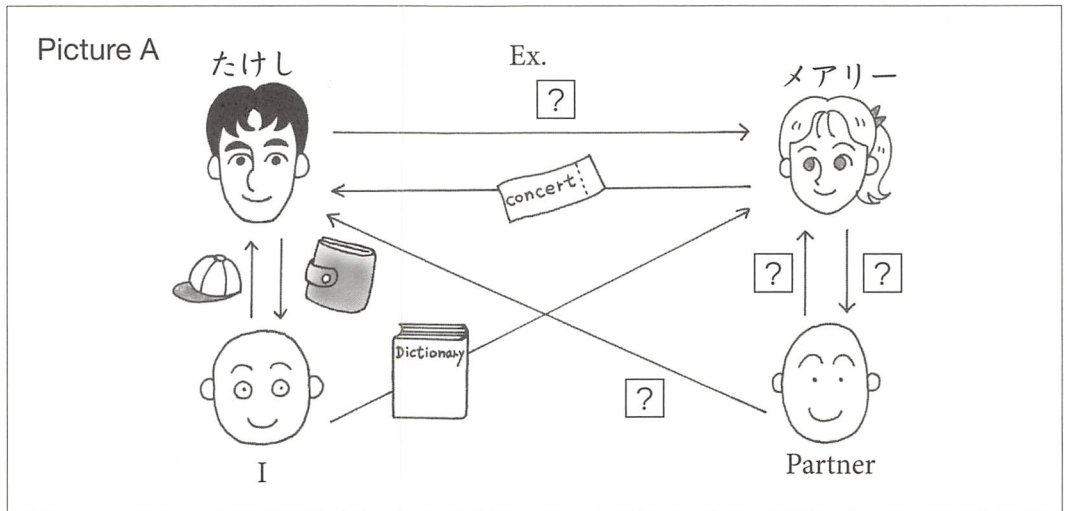 Picture A
たけし
Ex.
メアリー
?
concert
?
?
Dictionary
?
I
Partner